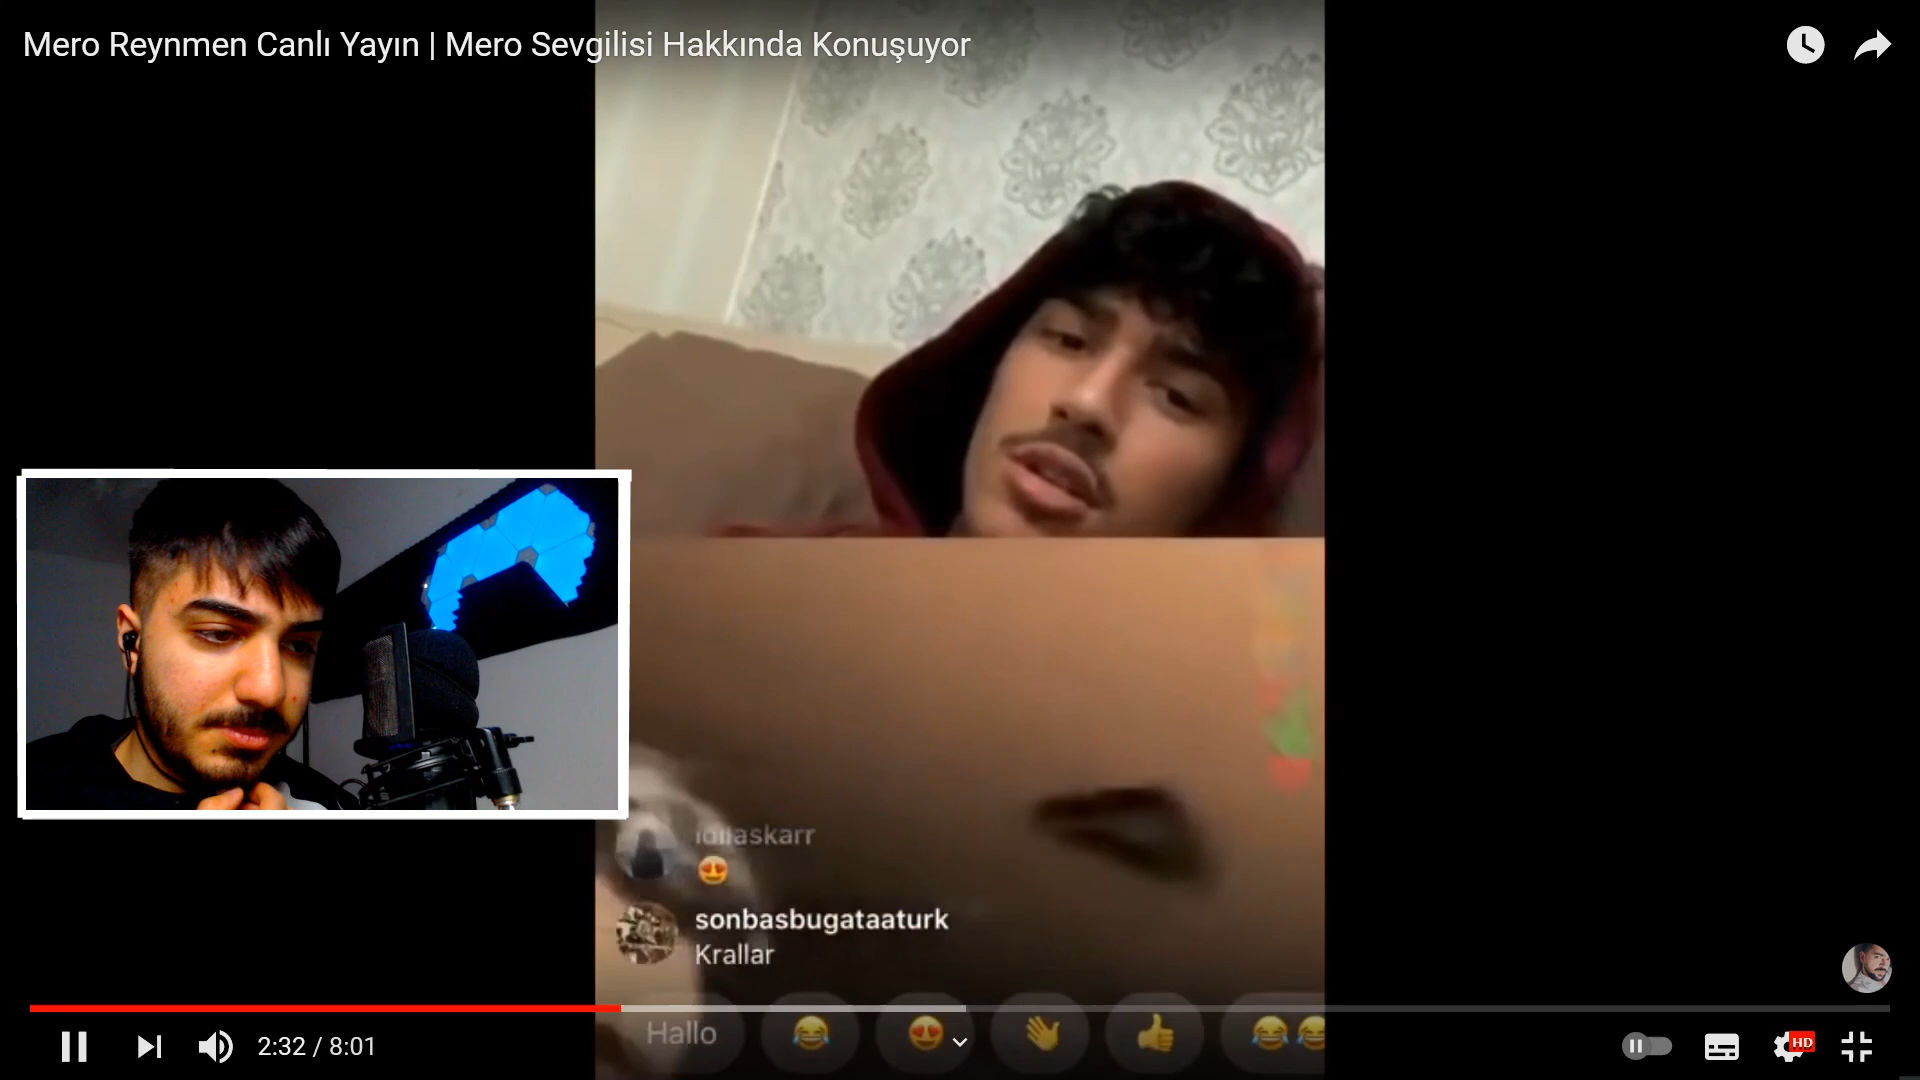 Mero Reynmen Canlı Yayın | Mero Sevgilisi Hakkında Konuşuyor
sonbasbugataaturk
Krallar
Hallo
2:32 / 8:01
HD